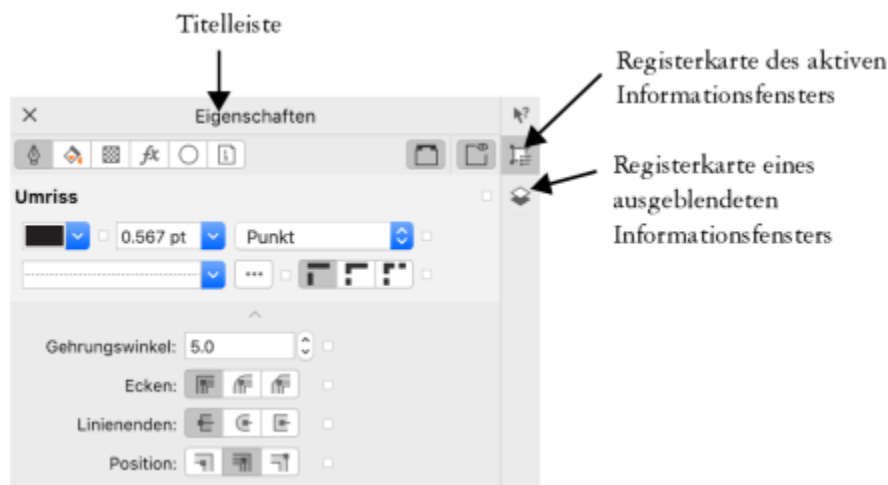 Titelleiste
Registerkarte des aktiven
Informationsfensters
Eigenschaften
Registerkarte eines
ausgeblendeten
Informationsfensters
Umriss
0.567 pt
Punkt
Gehrungswinkel: 5.0
Ecken:
Linienenden:
Position: